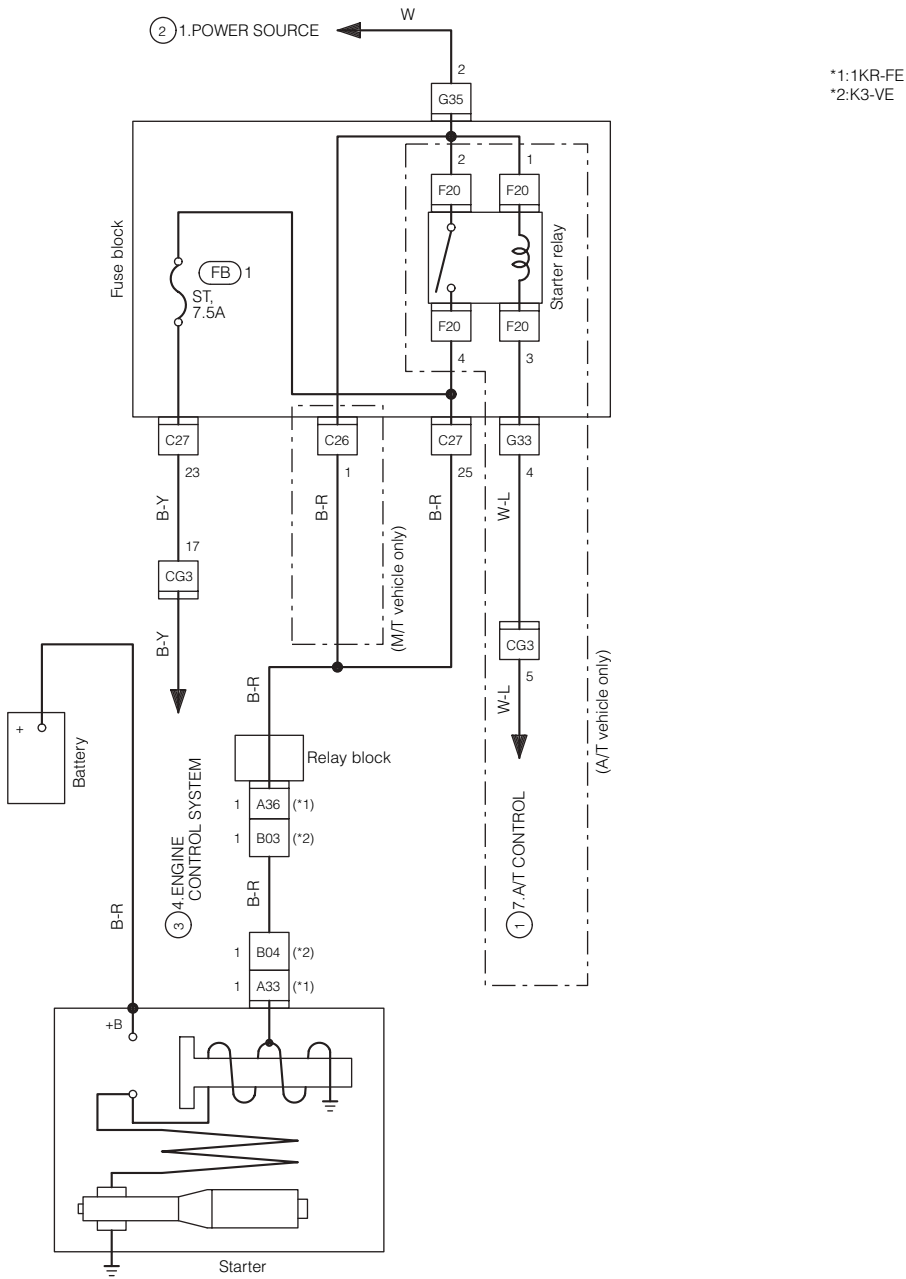 W
2 1.POWER SOURCE
2
*1:1KR-FE
*2:K3-VE
G35
2
1
F20
F20
Fuse block
FB 1
ST,
7.5A
Starter relay
F20
F20
4
3
C27
C26
C27
G33
23
1
25
4
B-Y
B-R
B-R
W-L
(M/T vehicle only)
17
CG3
CG3
5
B-Y
B-R
W-L
(A/T vehicle only)
+
Battery
Relay block
1 A36 (*1)
1 B03 (*2)
3 4.ENGINE
CONTROL SYSTEM
1 7.A/T CONTROL
B-R
B-R
1 B04 (*2)
1 A33 (*1)
+B
Starter